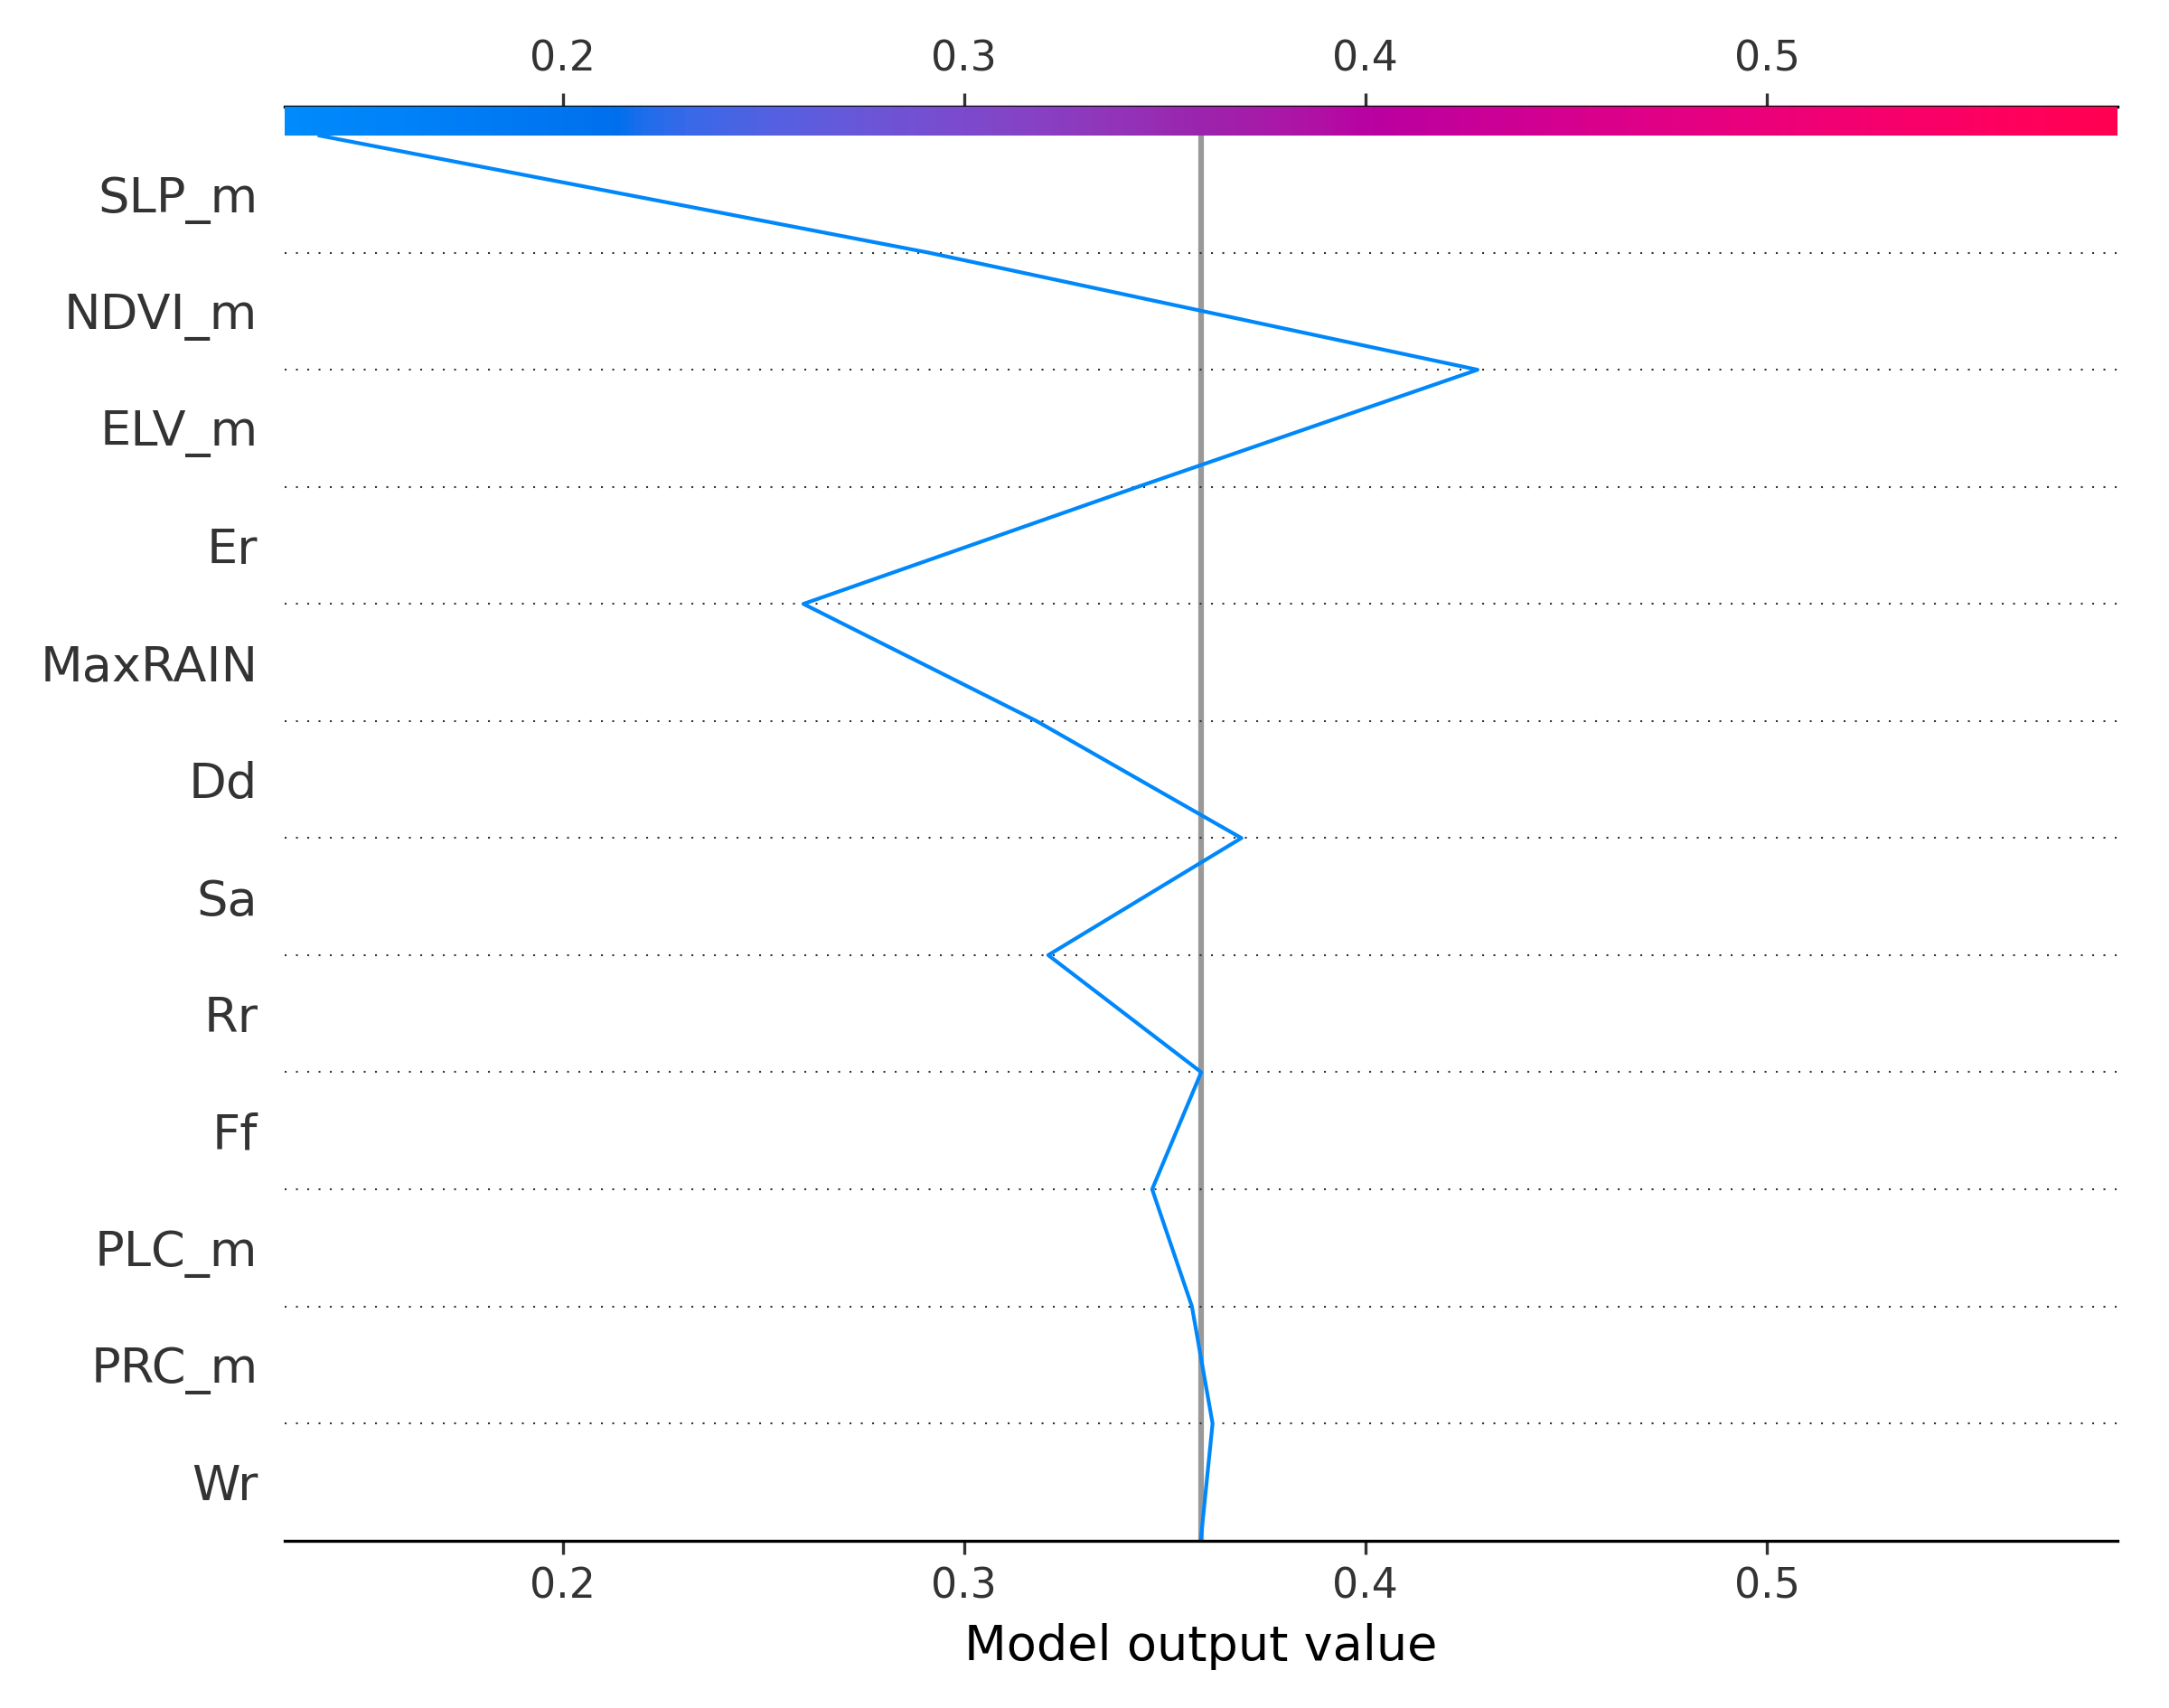 0.2 0.3 0.4 0.5
SLP_m
NDVI_m
ELV_m
Er
MaxRAIN
Dd
Sa
Rr
Ff
PLC_m
PRC_m
Wr
0.2 0.3 0.4 0.5
Model output value